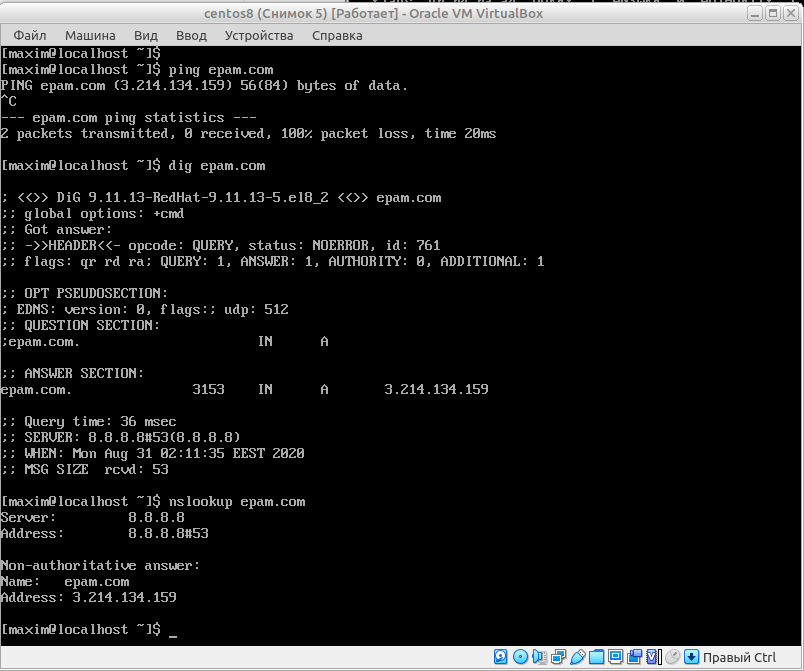 centos8 (Снимок 5) [Работает] - Oracle VM VirtualBox
Файл Машина Вид Ввод Устройства Справка
[maxim@localhost ~]$
[maxim@localhost ~]$ ping epam.com
PING epam.com (3.214.134.159) 56(84) bytes of data.
^C
--- epam.com ping statistics ---
2 packets transmitted, 0 received, 100% packet loss, time 20ms
[maxim@localhost ~]$ dig epam.com
; <<>> DiG 9.11.13-RedHat-9.11.13-5.el8_2 <<>> epam.com
;; global options: +cmd
;; Got answer:
;; ->>HEADER<<- opcode: QUERY, status: NOERROR, id: 761
;; flags: qr rd ra; QUERY: 1, ANSWER: 1, AUTHORITY: 0, ADDITIONAL: 1
;; OPT PSEUDOSECTION:
; EDNS: version: 0, flags:; udp: 512
;; QUESTION SECTION:
;epam.com. IN A
;; ANSWER SECTION:
epam.com. 3153 IN A 3.214.134.159
;; Query time: 36 msec
;; SERVER: 8.8.8.8#53(8.8.8.8)
;; WHEN: Mon Aug 31 02:11:35 EEST 2020
;; MSG SIZE rcvd: 53
[maxim@localhost ~]$ nslookup epam.com
Server: 8.8.8.8
Address: 8.8.8.8#53
Non-authoritative answer:
Name: epam.com
Address: 3.214.134.159
[maxim@localhost ~]$ _
Правый Ctrl